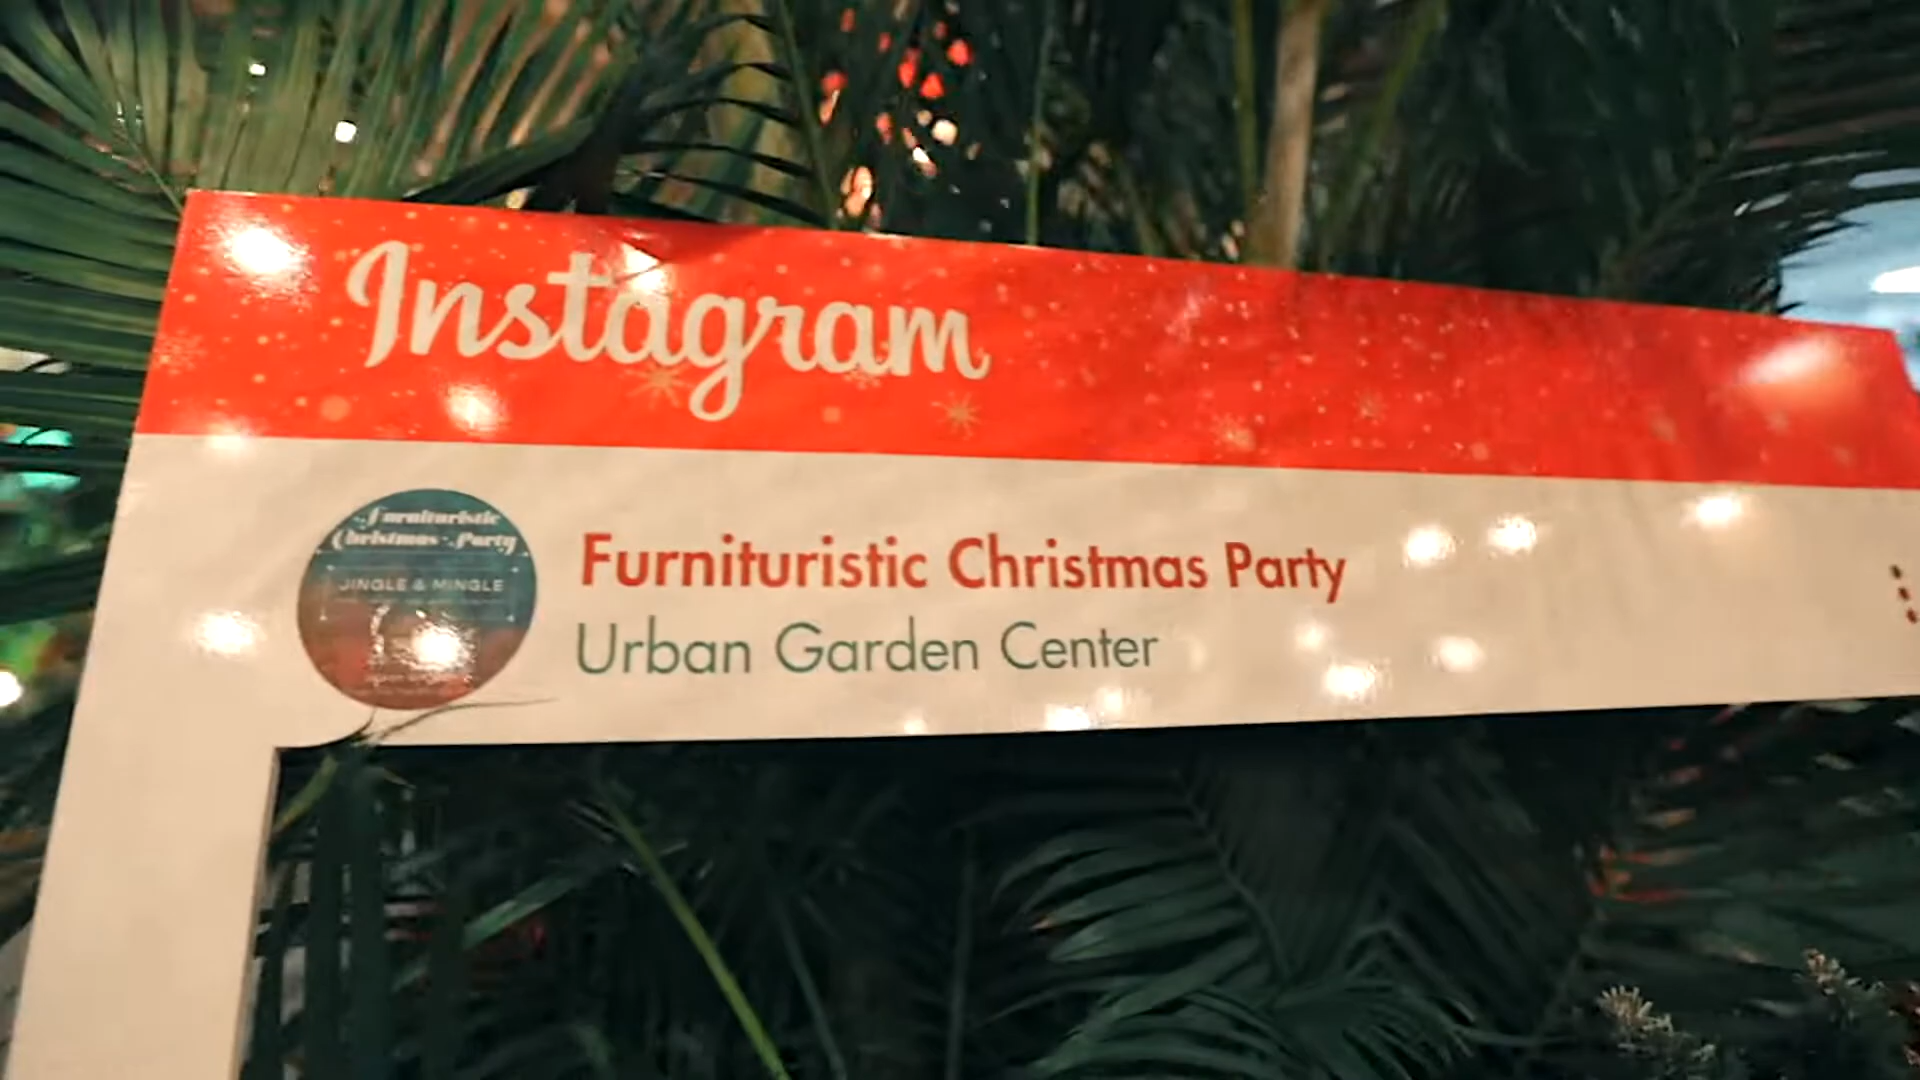 Instagram
Furnituristic
Christmas Party
JINGLE & MINGLE
Furnituristic Christmas Party
Urban Garden Center